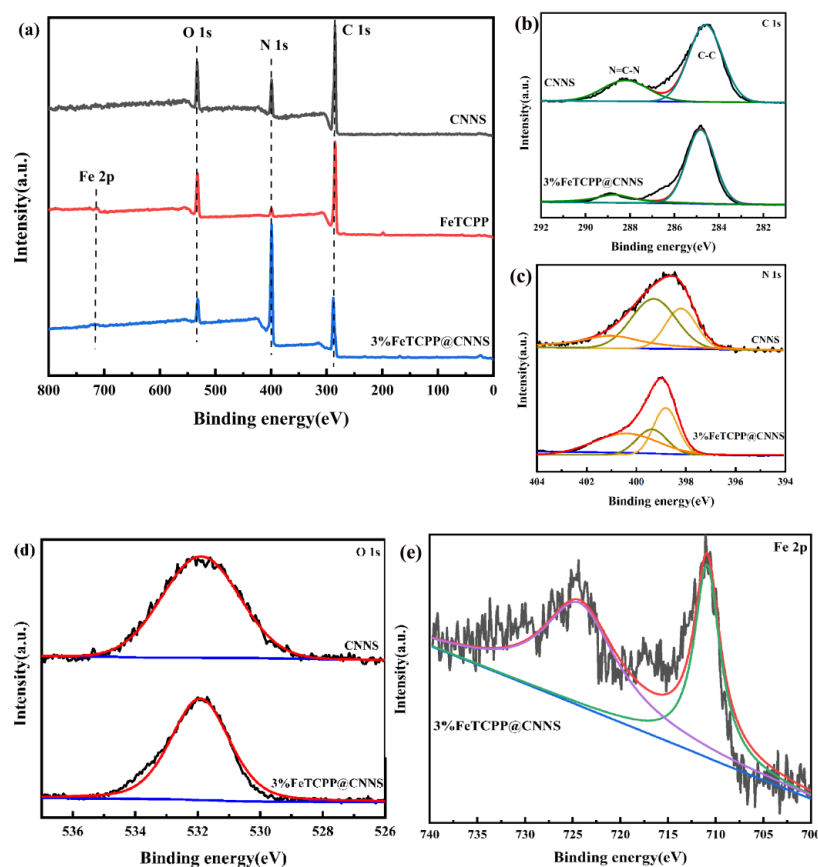 (a)
O 1s
N 1s
C 1s
CNNS
Fe 2p
FeTCPP
3%FeTCPP@CNNS
Intensity(a.u.)
800 700 600 500 400 300 200 100 0
Binding energy(eV)
(b)
C 1s
N=C-N
C-C
CNNS
3%FeTCPP@CNNS
Intensity(a.u.)
292 290 288 286 284 282
Binding energy(eV)
(c)
N 1s
CNNS
3%FeTCPP@CNNS
Intensity(a.u.)
404 402 400 398 396 394
Binding energy(eV)
(d)
O 1s
CNNS
3%FeTCPP@CNNS
Intensity(a.u.)
536 534 532 530 528 526
Binding energy(eV)
(e)
Fe 2p
3%FeTCPP@CNNS
Intensity(a.u.)
740 735 730 725 720 715 710 705 700
Binding energy(eV)